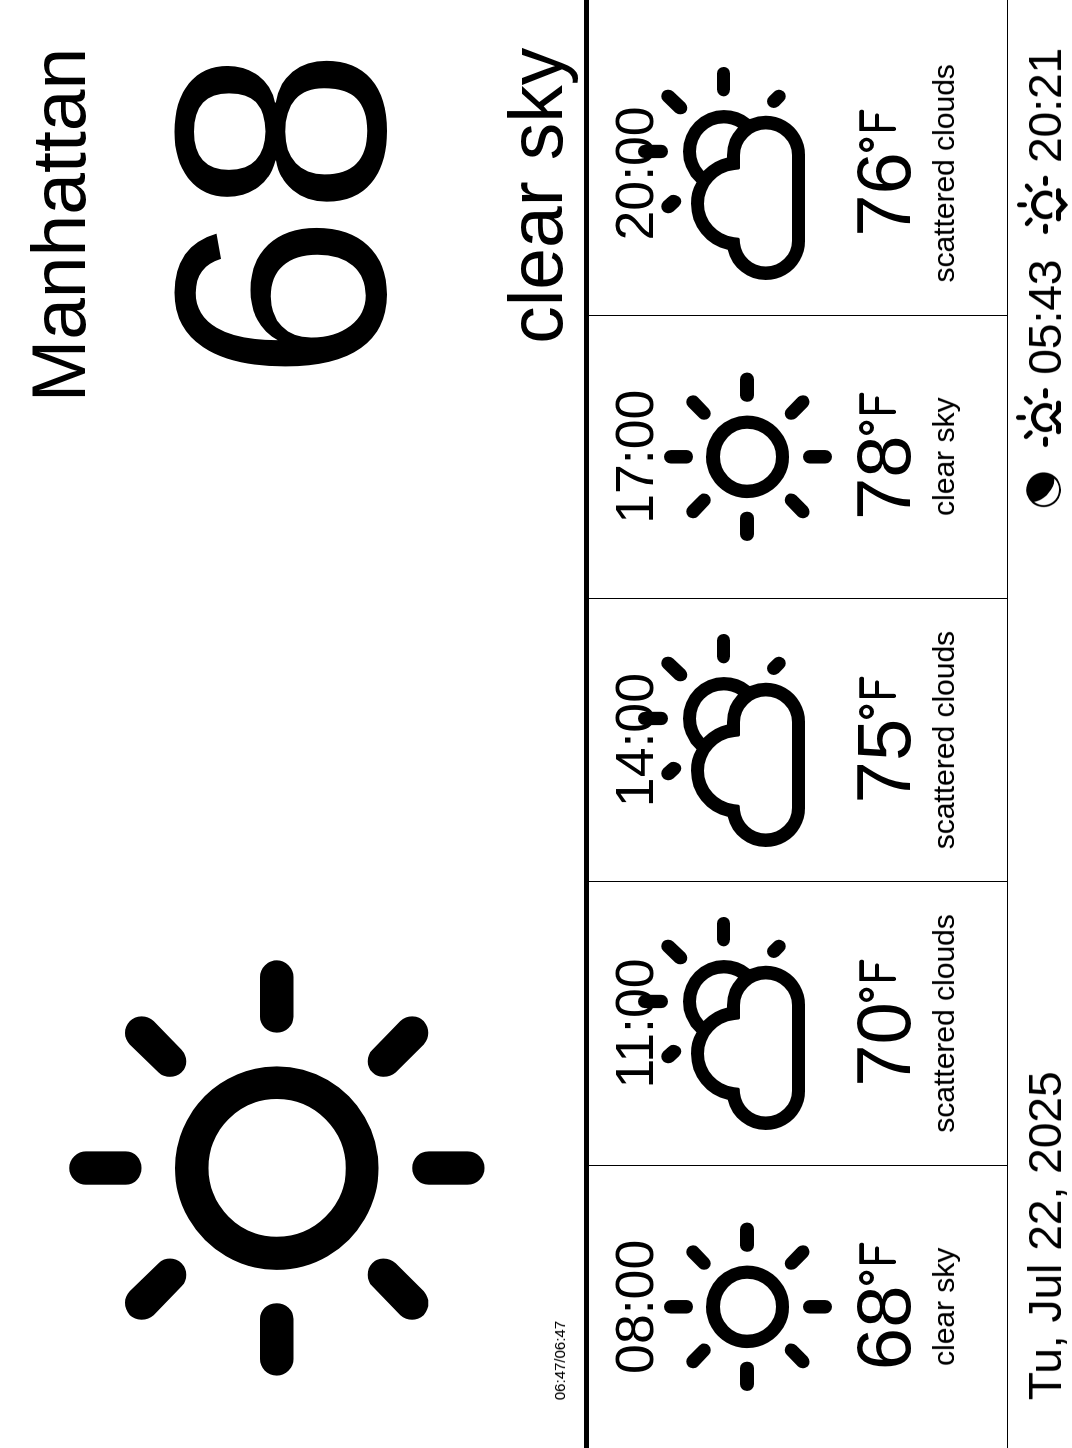 Manhattan
68
clear sky
06:47/06:47
08:00
68°F
clear sky
11:00
70°F
scattered clouds
14:00
75°F
scattered clouds
17:00
78°F
clear sky
20:00
76°F
scattered clouds
Tu, Jul 22, 2025
05:43
20:21